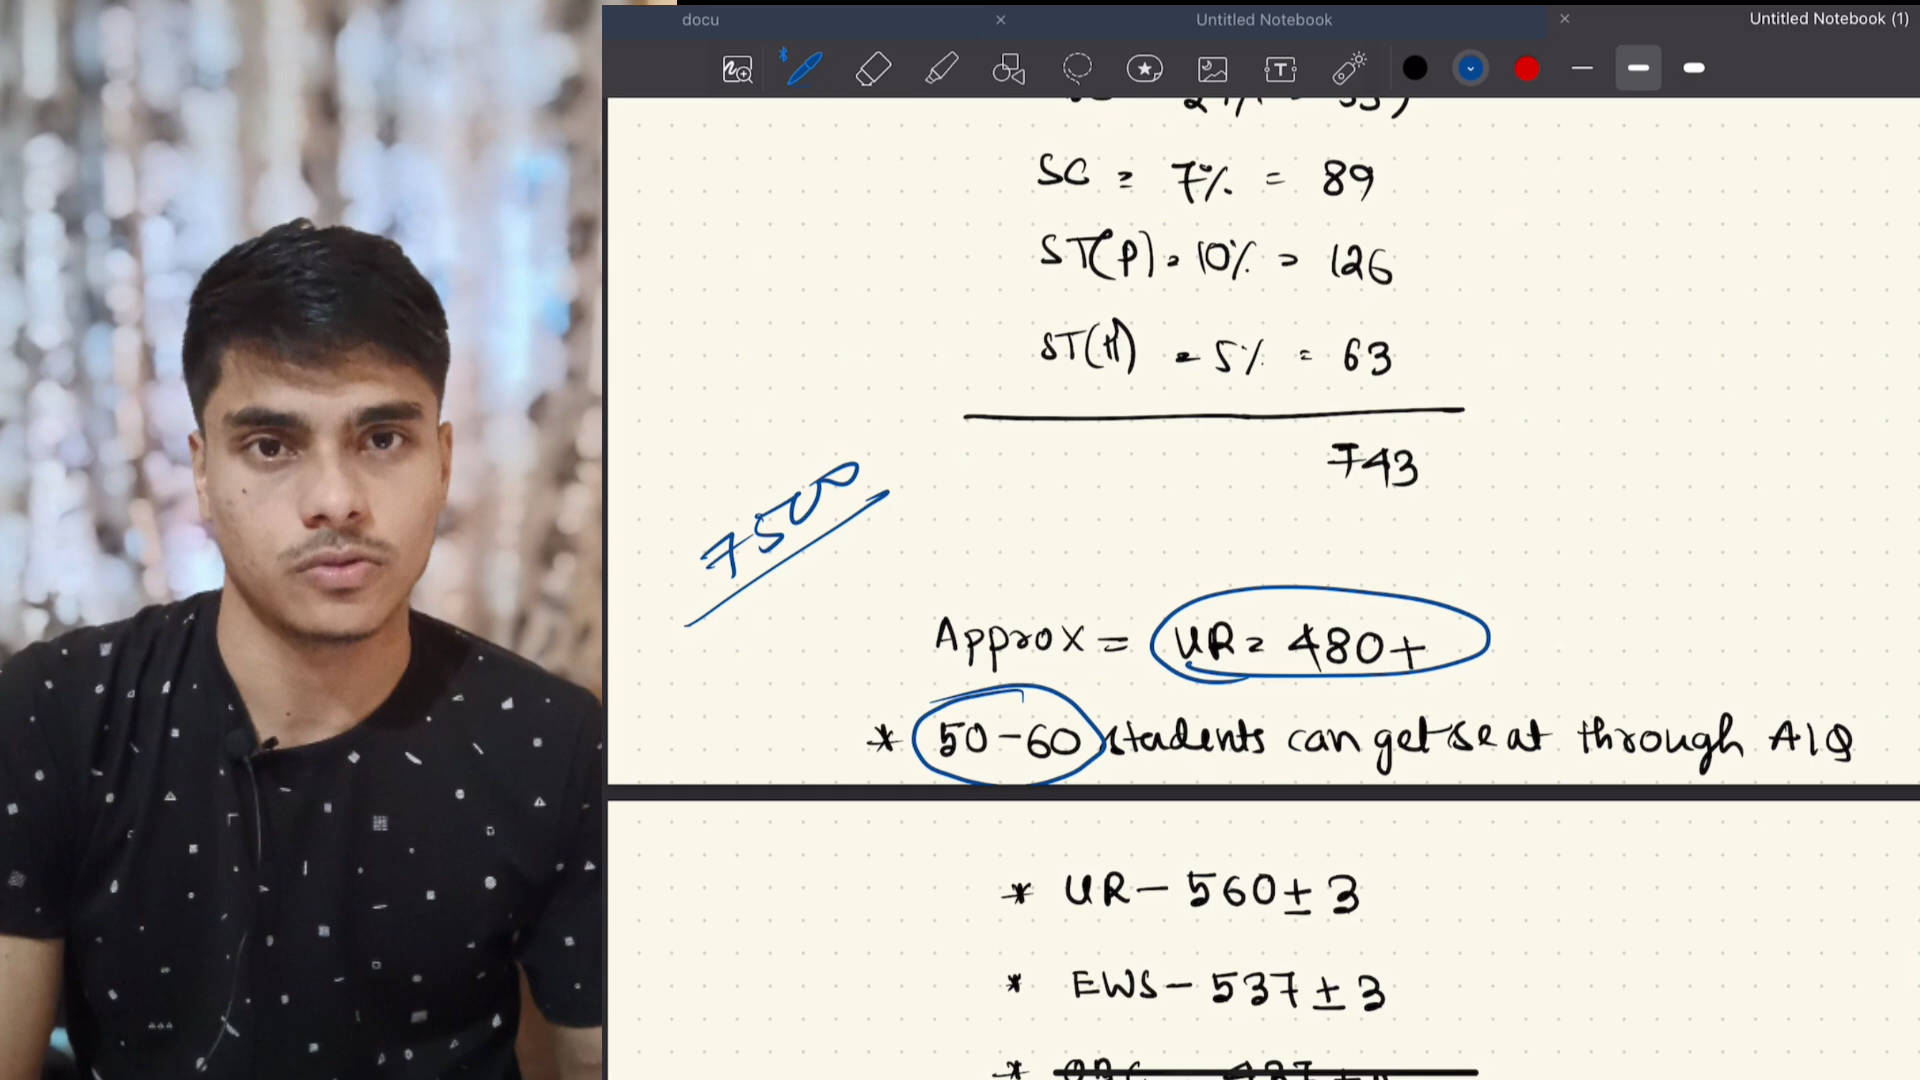 docu
Untitled Notebook
Untitled Notebook (1)
SC = 7% = 89
ST(P) = 10% = 126
ST(H) = 5% = 63
743
7500
Approx = UR = 480+
* 50-60 students can get seat through AIQ
* UR - 560 ± 3
* EWS - 537 ± 3